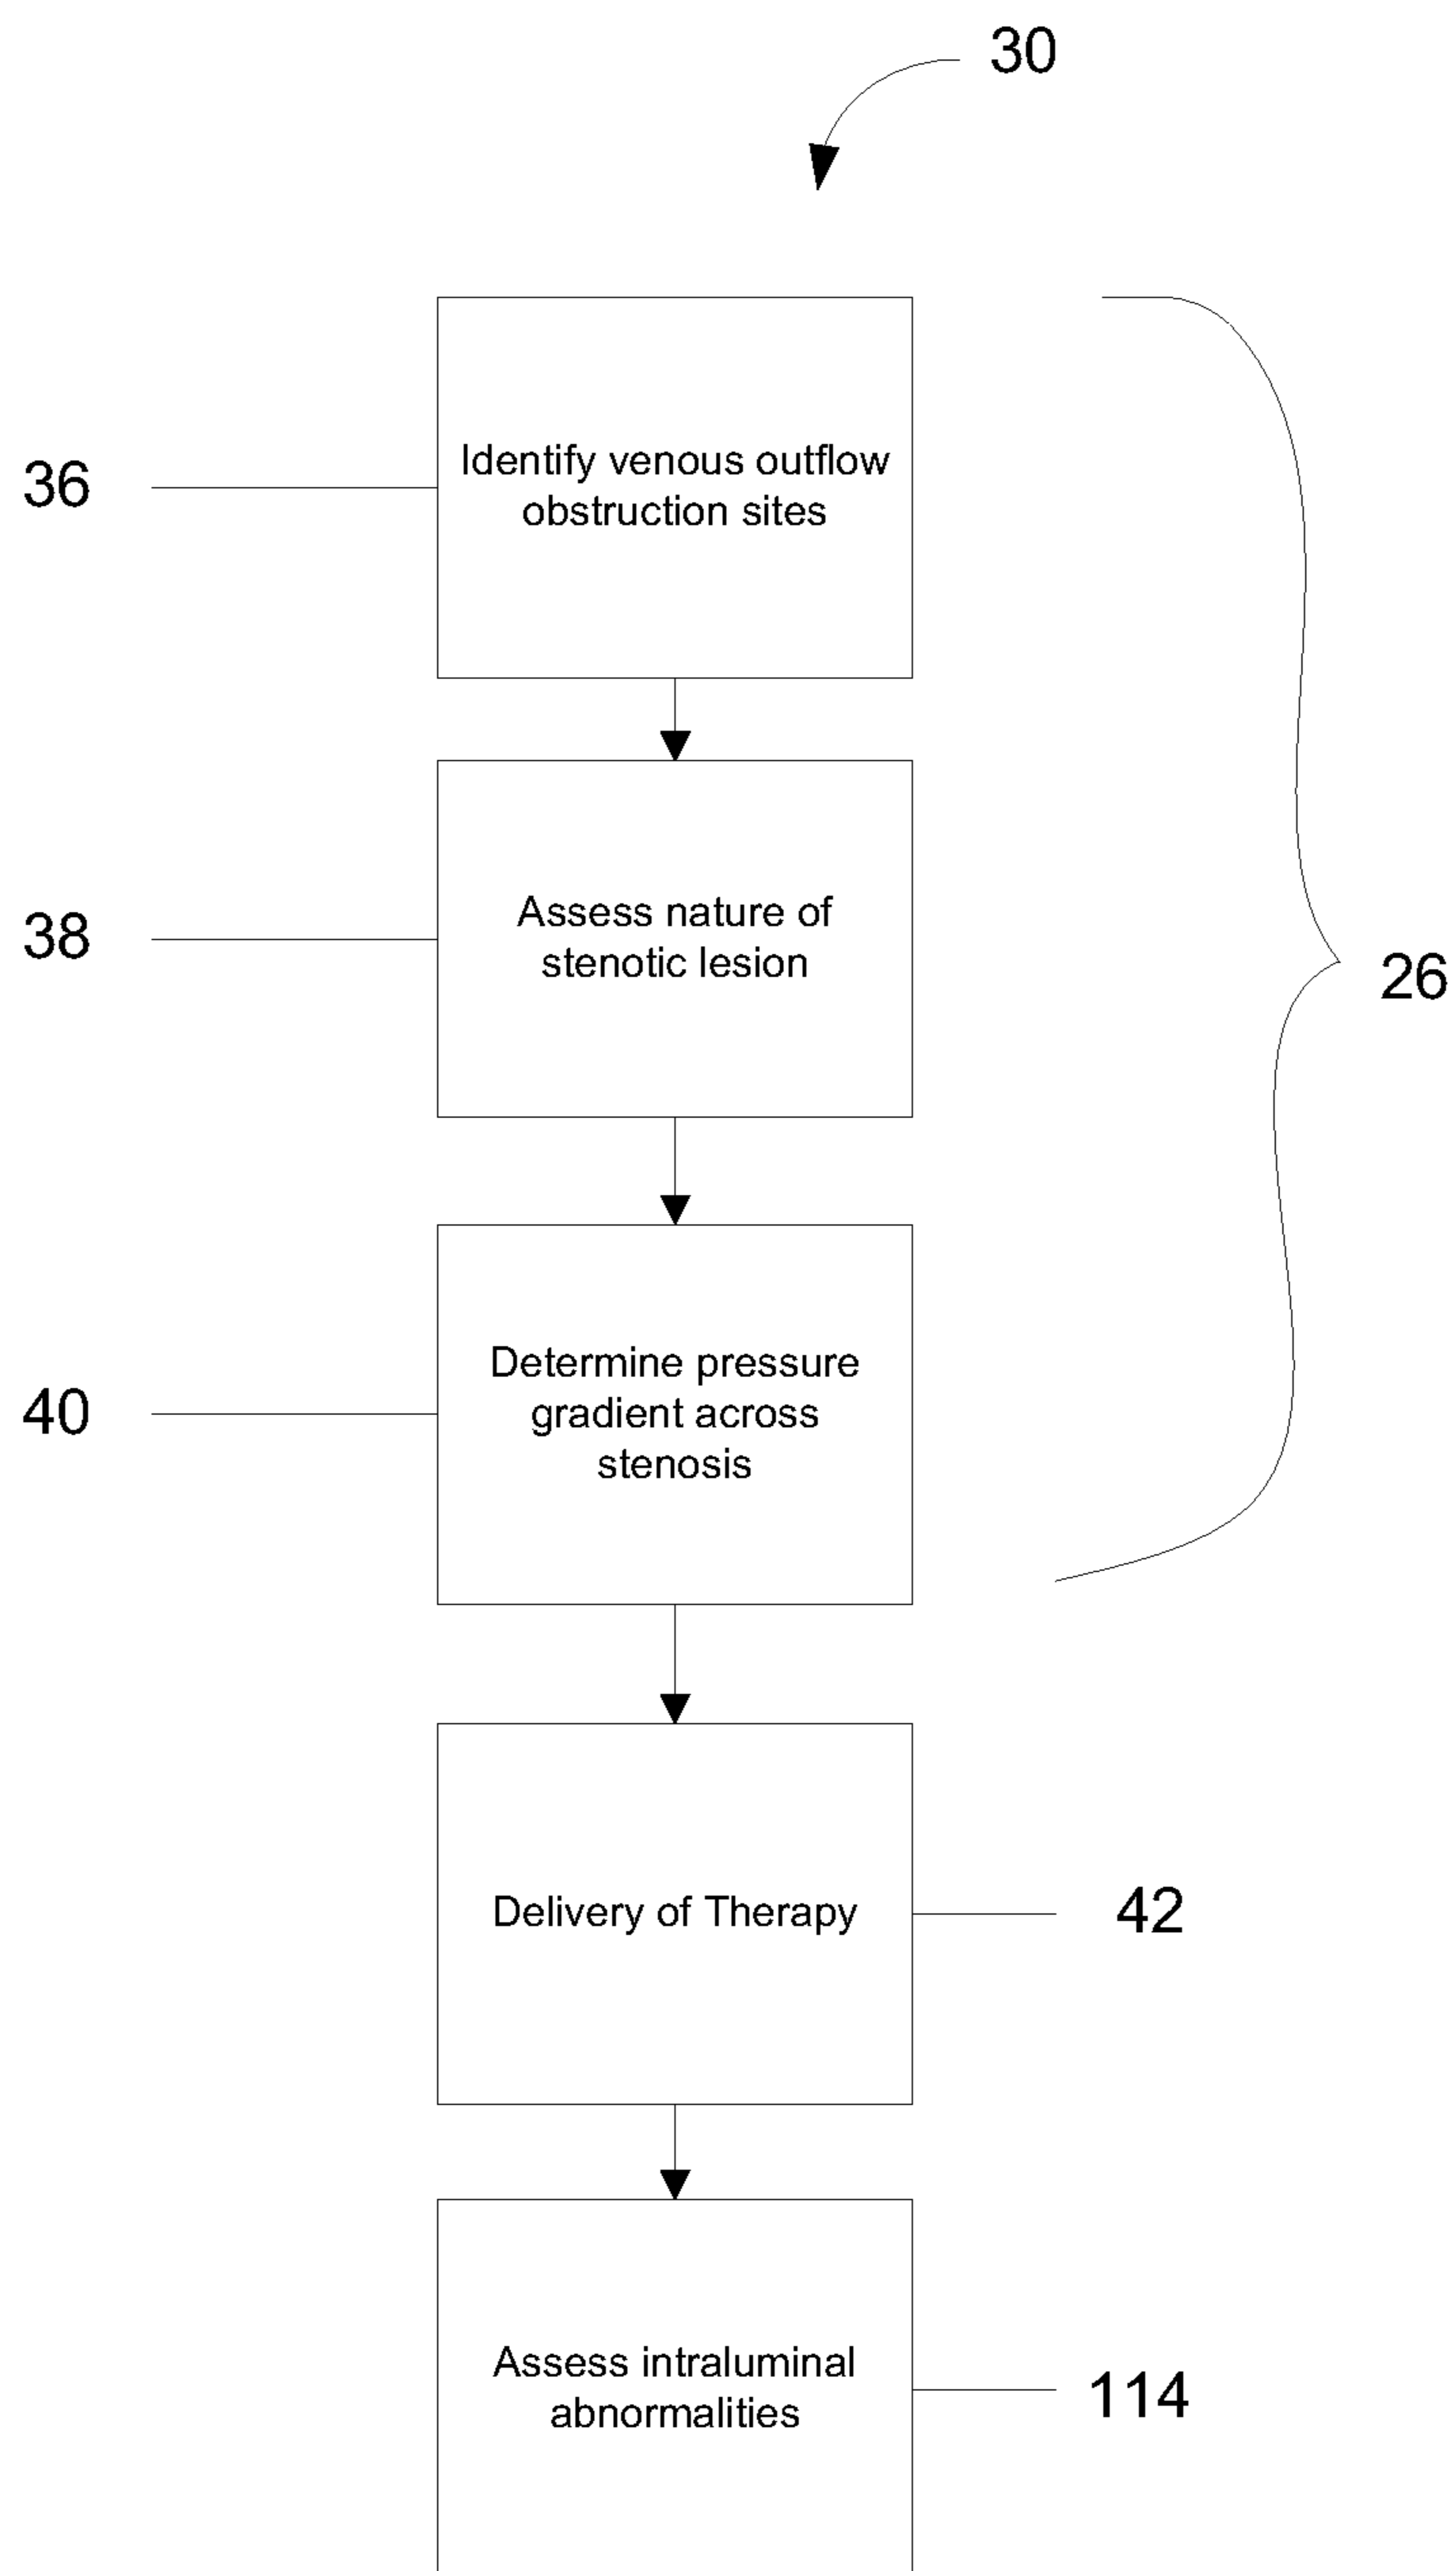 30
36
Identify venous outflow
obstruction sites
38
Assess nature of
stenotic lesion
26
40
Determine pressure
gradient across
stenosis
Delivery of Therapy
42
Assess intraluminal
abnormalities
114